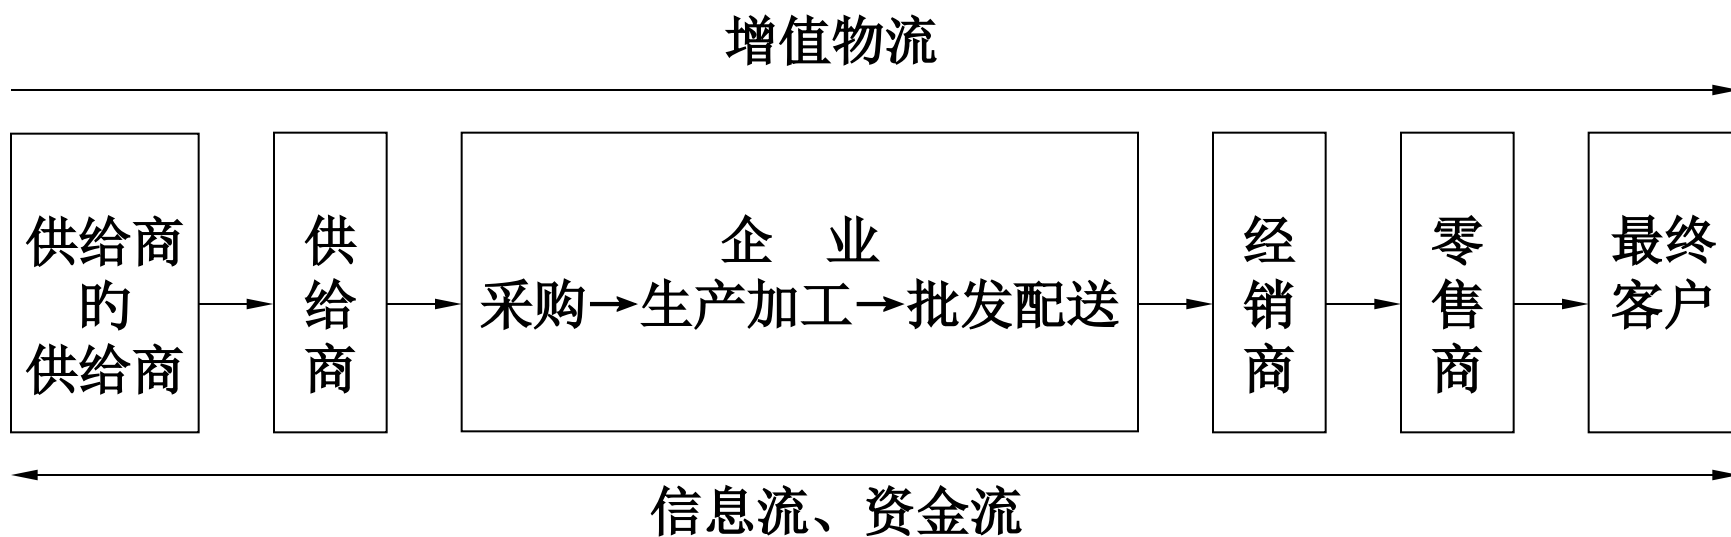 增值物流
供给商
旳
供给商
供
给
商
企 业
采购→生产加工→批发配送
经
销
商
零
售
商
最终
客户
信息流、资金流